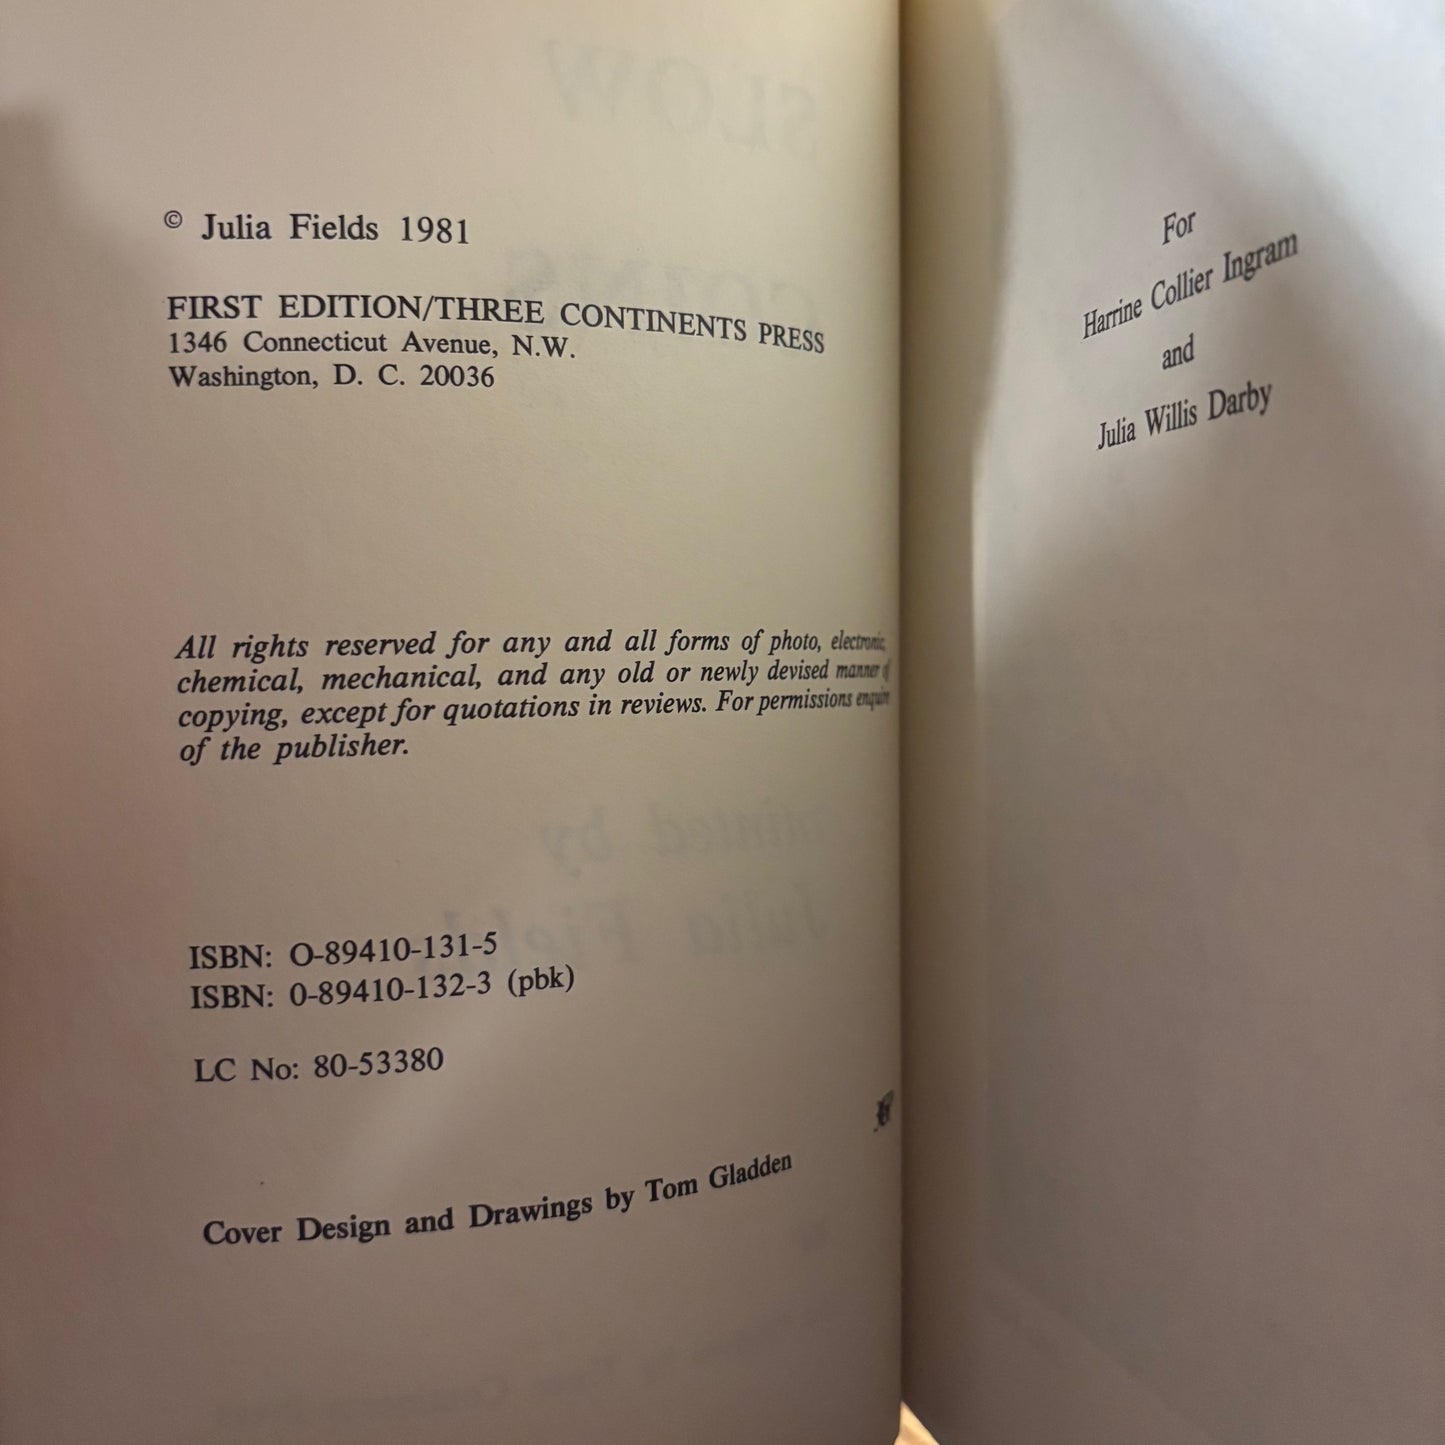 © Julia Fields 1981
FIRST EDITION/THREE CONTINENTS PRESS
1346 Connecticut Avenue, N.W.
Washington, D. C. 20036
All rights reserved for any and all forms of photo, electronic,
chemical, mechanical, and any old or newly devised manner of
copying, except for quotations in reviews. For permissions enquire
of the publisher.
ISBN: O-89410-131-5
ISBN: 0-89410-132-3 (pbk)
LC No: 80-53380
Cover Design and Drawings by Tom Gladden
For
Harrine Collier Ingram
and
Julia Willis Darby